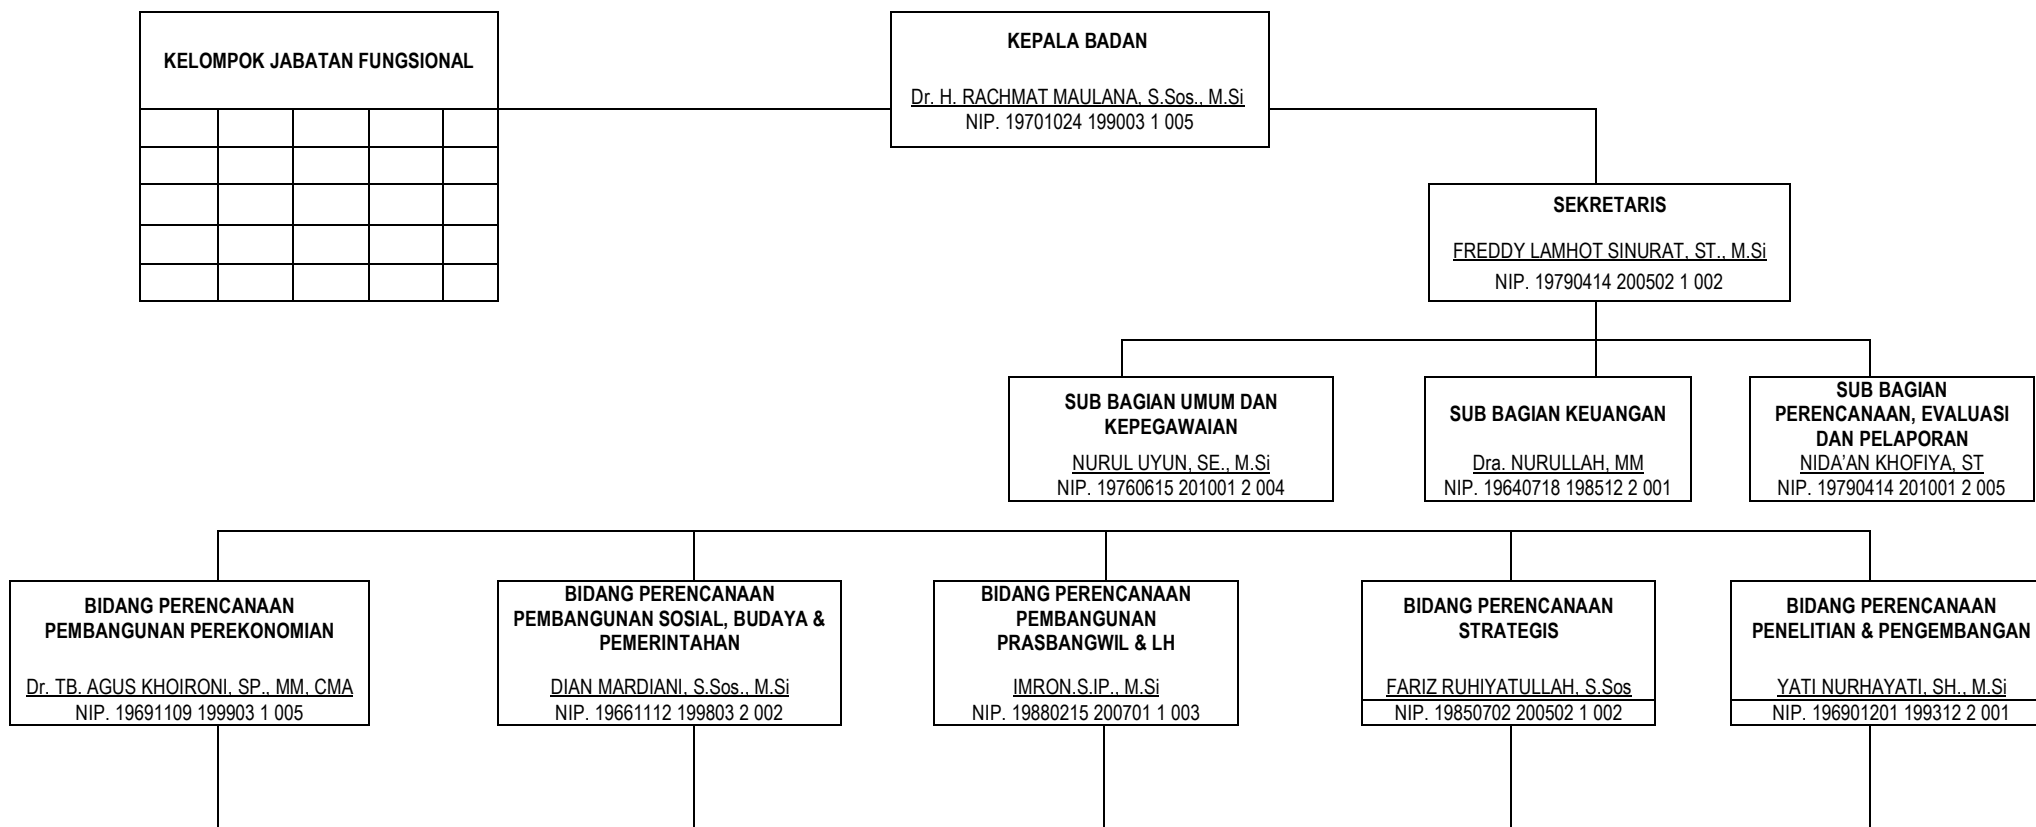 KELOMPOK JABATAN FUNGSIONAL
KEPALA BADAN
Dr. H. RACHMAT MAULANA, S.Sos., M.Si
NIP. 19701024 199003 1 005
SEKRETARIS
FREDDY LAMHOT SINURAT, ST., M.Si
NIP. 19790414 200502 1 002
SUB BAGIAN UMUM DAN
KEPEGAWAIAN
NURUL UYUN, SE., M.Si
NIP. 19760615 201001 2 004
SUB BAGIAN KEUANGAN
Dra. NURULLAH, MM
NIP. 19640718 198512 2 001
SUB BAGIAN
PERENCANAAN, EVALUASI
DAN PELAPORAN
NIDA'AN KHOFIYA, ST
NIP. 19790414 201001 2 005
BIDANG PERENCANAAN
PEMBANGUNAN PEREKONOMIAN
Dr. TB. AGUS KHOIRONI, SP., MM, CMA
NIP. 19691109 199903 1 005
BIDANG PERENCANAAN
PEMBANGUNAN SOSIAL, BUDAYA &
PEMERINTAHAN
DIAN MARDIANI, S.Sos., M.Si
NIP. 19661112 199803 2 002
BIDANG PERENCANAAN
PEMBANGUNAN
PRASBANGWIL & LH
IMRON.S.IP., M.Si
NIP. 19880215 200701 1 003
BIDANG PERENCANAAN
STRATEGIS
FARIZ RUHIYATULLAH, S.Sos
NIP. 19850702 200502 1 002
BIDANG PERENCANAAN
PENELITIAN & PENGEMBANGAN
YATI NURHAYATI, SH., M.Si
NIP. 196901201 199312 2 001